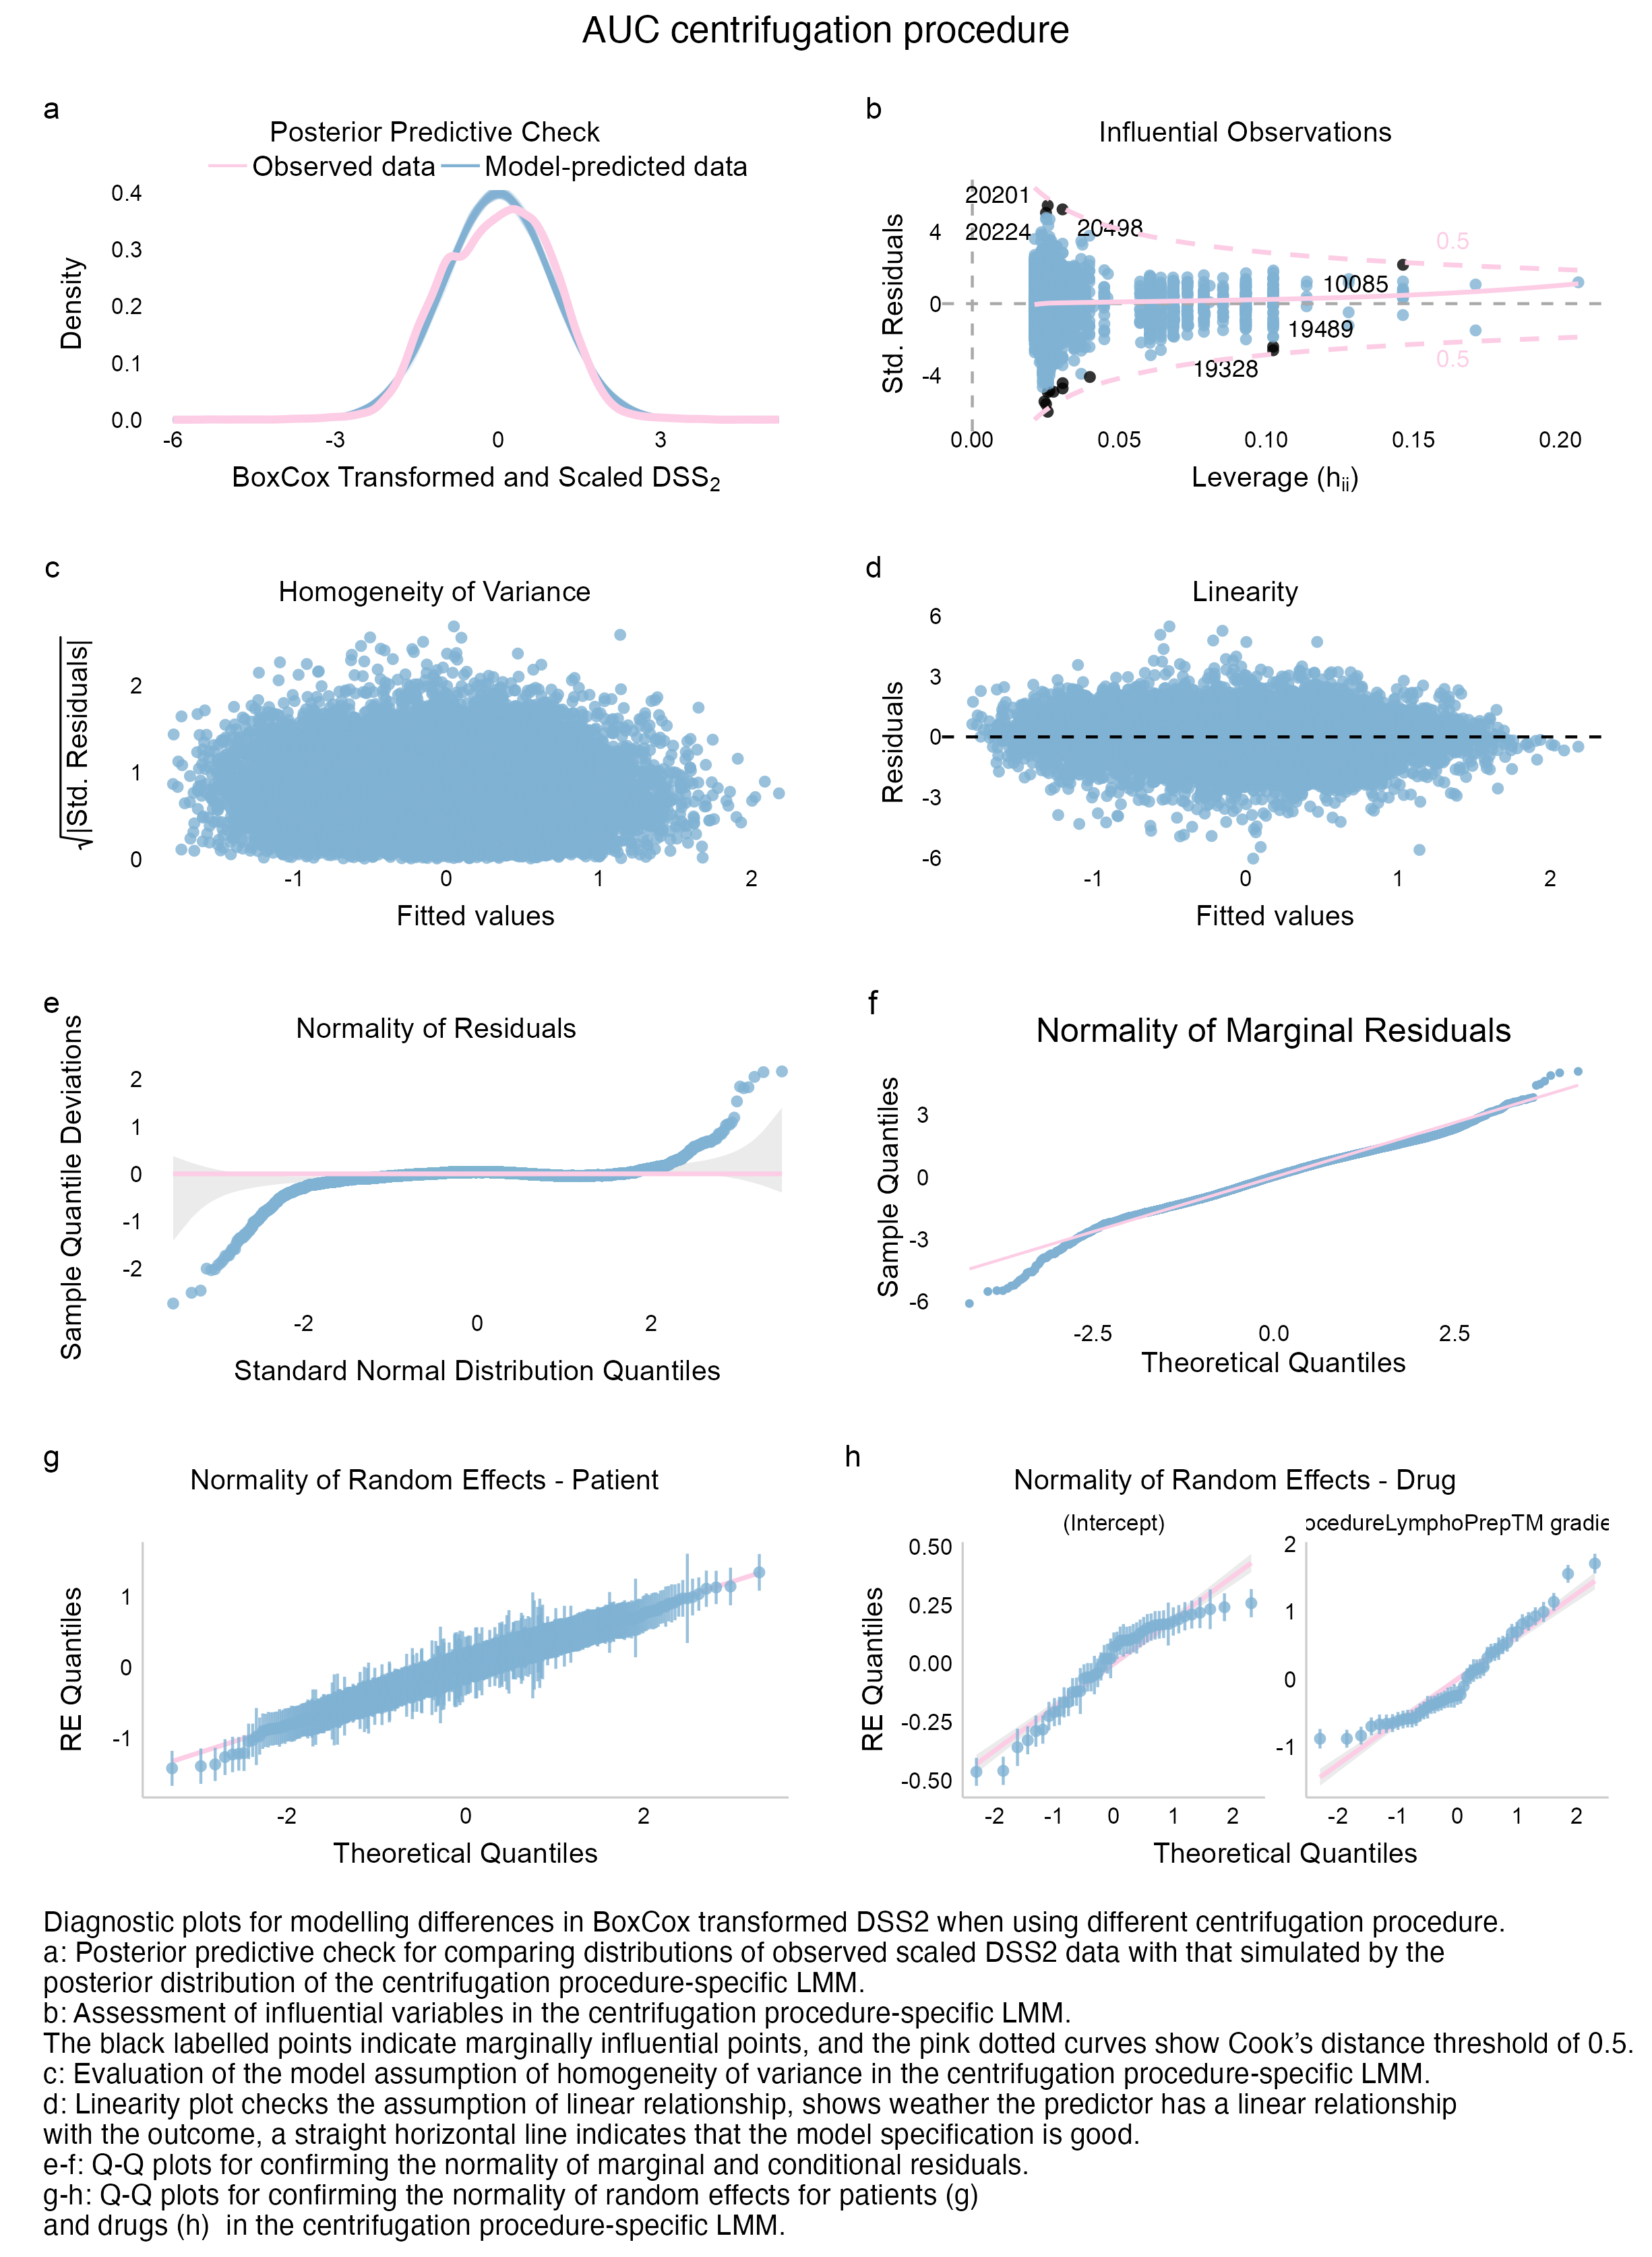 AUC centrifugation procedure
a
Posterior Predictive Check
Observed data Model-predicted data
Density
0.4
0.3
0.2
0.1
0.0
-6 -3 0 3
BoxCox Transformed and Scaled DSS₂
b
Influential Observations
Std. Residuals
4
0
-4
20201
20224
20498
0.5
10085
19489
0.5
19328
0.00 0.05 0.10 0.15 0.20
Leverage (hᵢᵢ)
c
Homogeneity of Variance
√|Std. Residuals|
2
1
0
-1 0 1 2
Fitted values
d
Linearity
Residuals
6
3
0
-3
-6
-1 0 1 2
Fitted values
e
Normality of Residuals
Sample Quantile Deviations
2
1
0
-1
-2
-2 0 2
Standard Normal Distribution Quantiles
f
Normality of Marginal Residuals
Sample Quantiles
3
0
-3
-6
-2.5 0.0 2.5
Theoretical Quantiles
g
Normality of Random Effects - Patient
RE Quantiles
1
0
-1
-2 0 2
Theoretical Quantiles
h
Normality of Random Effects - Drug
(Intercept)
ocedureLymphoPrepTM gradie
RE Quantiles
0.50
0.25
0.00
-0.25
-0.50
-2 -1 0 1 2
2
1
0
-1
-2 -1 0 1 2
Theoretical Quantiles
Diagnostic plots for modelling differences in BoxCox transformed DSS2 when using different centrifugation procedure.
a: Posterior predictive check for comparing distributions of observed scaled DSS2 data with that simulated by the
posterior distribution of the centrifugation procedure-specific LMM.
b: Assessment of influential variables in the centrifugation procedure-specific LMM.
The black labelled points indicate marginally influential points, and the pink dotted curves show Cook's distance threshold of 0.5.
c: Evaluation of the model assumption of homogeneity of variance in the centrifugation procedure-specific LMM.
d: Linearity plot checks the assumption of linear relationship, shows weather the predictor has a linear relationship
with the outcome, a straight horizontal line indicates that the model specification is good.
e-f: Q-Q plots for confirming the normality of marginal and conditional residuals.
g-h: Q-Q plots for confirming the normality of random effects for patients (g)
and drugs (h)  in the centrifugation procedure-specific LMM.